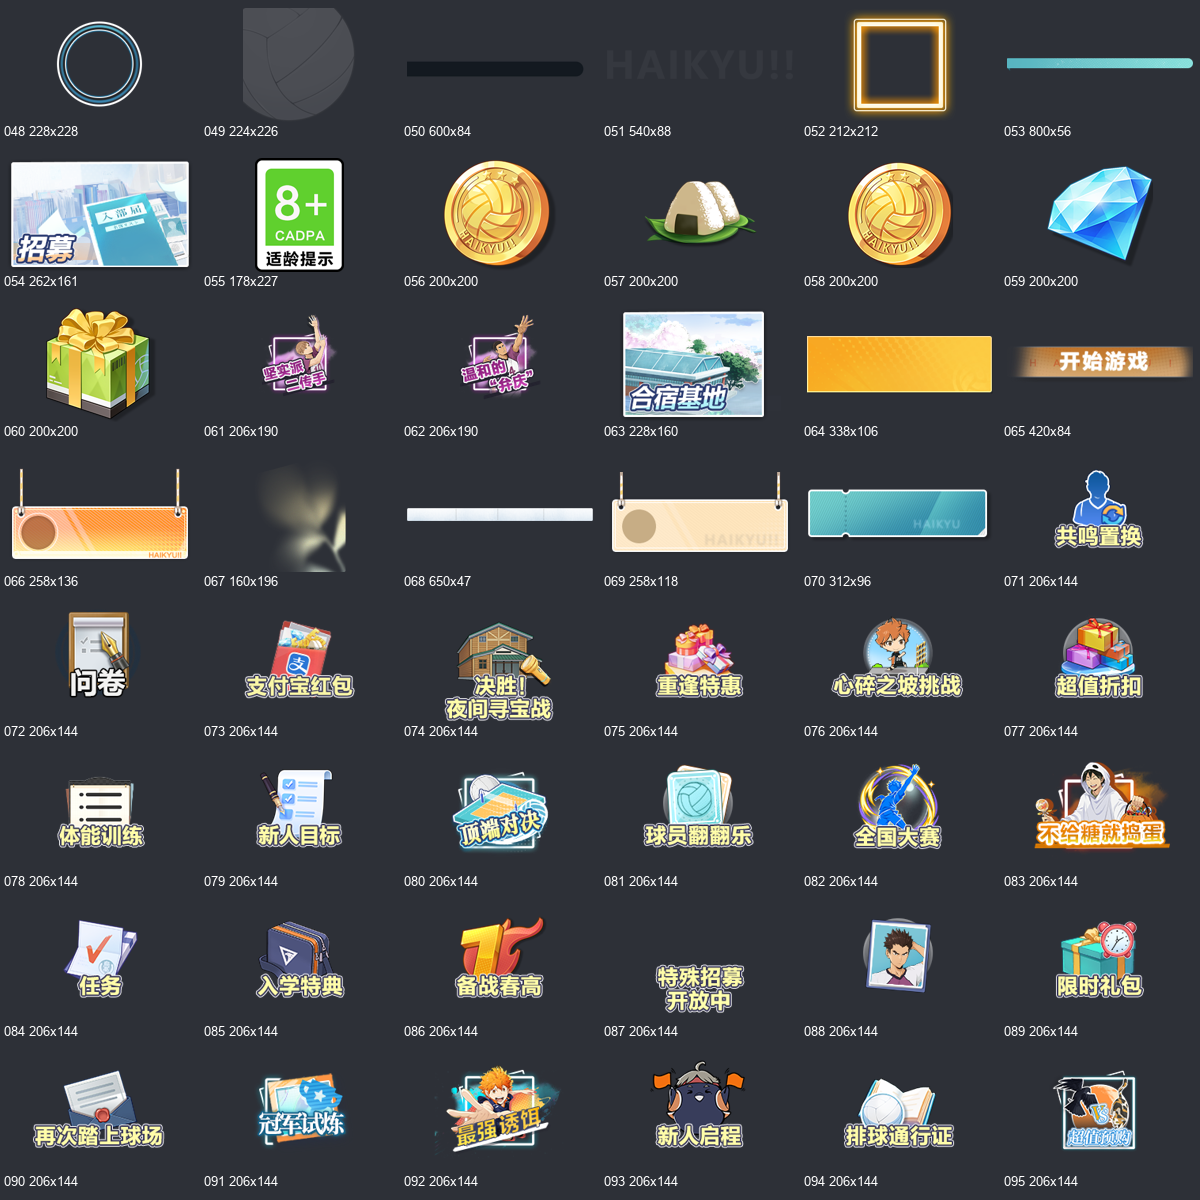 HAIKYU!!
048 228x228
049 224x226
050 600x84
051 540x88
052 212x212
053 800x56
入部届
招募
8+
CADPA
适龄提示
HAIKYU!!
HAIKYU!!
054 262x161
055 178x227
056 200x200
057 200x200
058 200x200
059 200x200
坚实派
二传手
温和的
“弁庆”
合宿基地
开始游戏
060 200x200
061 206x190
062 206x190
063 228x160
064 338x106
065 420x84
HAIKYU!!
HAIKYU!!
HAIKYU
共鸣置换
066 258x136
067 160x196
068 650x47
069 258x118
070 312x96
071 206x144
问卷
支
支付宝红包
决胜！
夜间寻宝战
重逢特惠
心碎之坡挑战
超值折扣
072 206x144
073 206x144
074 206x144
075 206x144
076 206x144
077 206x144
体能训练
新人目标
顶端对决
球员翻翻乐
全国大赛
不给糖就捣蛋
078 206x144
079 206x144
080 206x144
081 206x144
082 206x144
083 206x144
任务
入学特典
备战春高
特殊招募
开放中
限时礼包
084 206x144
085 206x144
086 206x144
087 206x144
088 206x144
089 206x144
再次踏上球场
冠军试炼
最强诱饵
新人启程
排球通行证
VS
超值预购
090 206x144
091 206x144
092 206x144
093 206x144
094 206x144
095 206x144